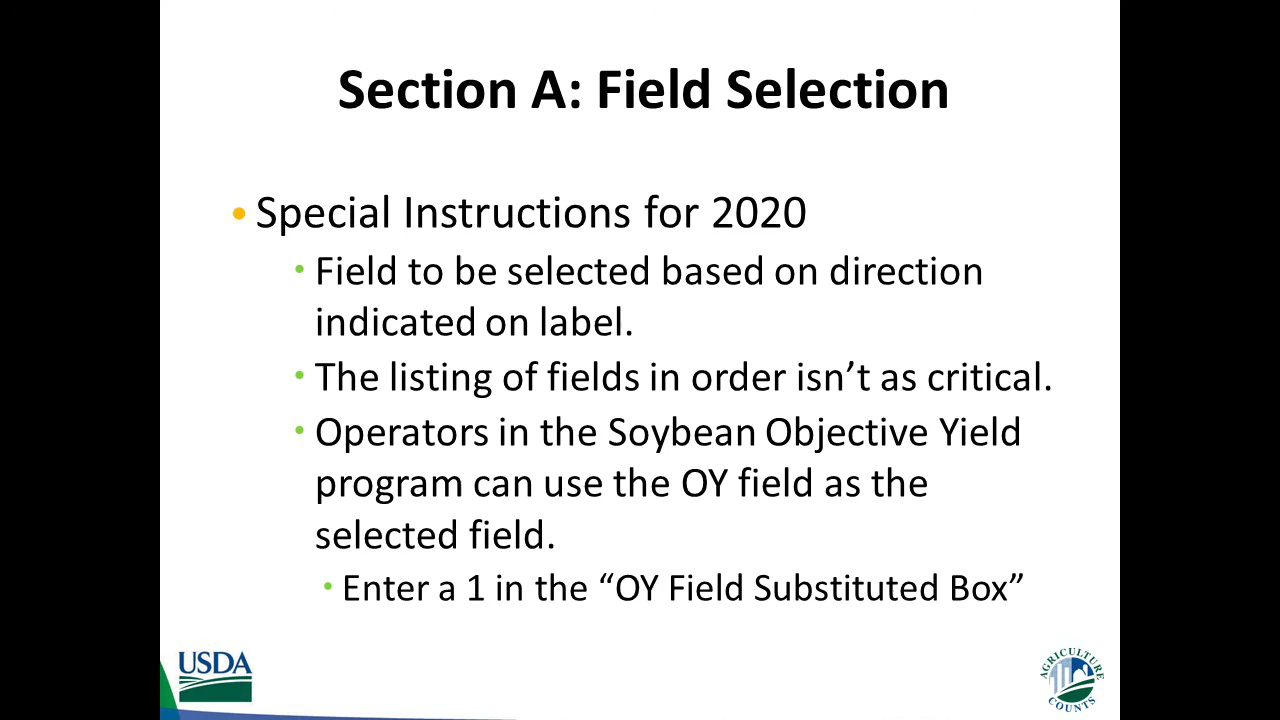 Section A: Field Selection
• Special Instructions for 2020
• Field to be selected based on direction
indicated on label.
• The listing of fields in order isn’t as critical.
• Operators in the Soybean Objective Yield
program can use the OY field as the
selected field.
• Enter a 1 in the “OY Field Substituted Box”
USDA
AGRICULTURE
COUNTS